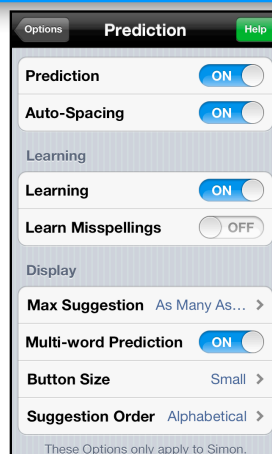 Options Prediction Help
Prediction ON
Auto-Spacing ON
Learning
Learning ON
Learn Misspellings OFF
Display
Max Suggestion As Many As...
Multi-word Prediction ON
Button Size Small
Suggestion Order Alphabetical
These Options only apply to Simon.